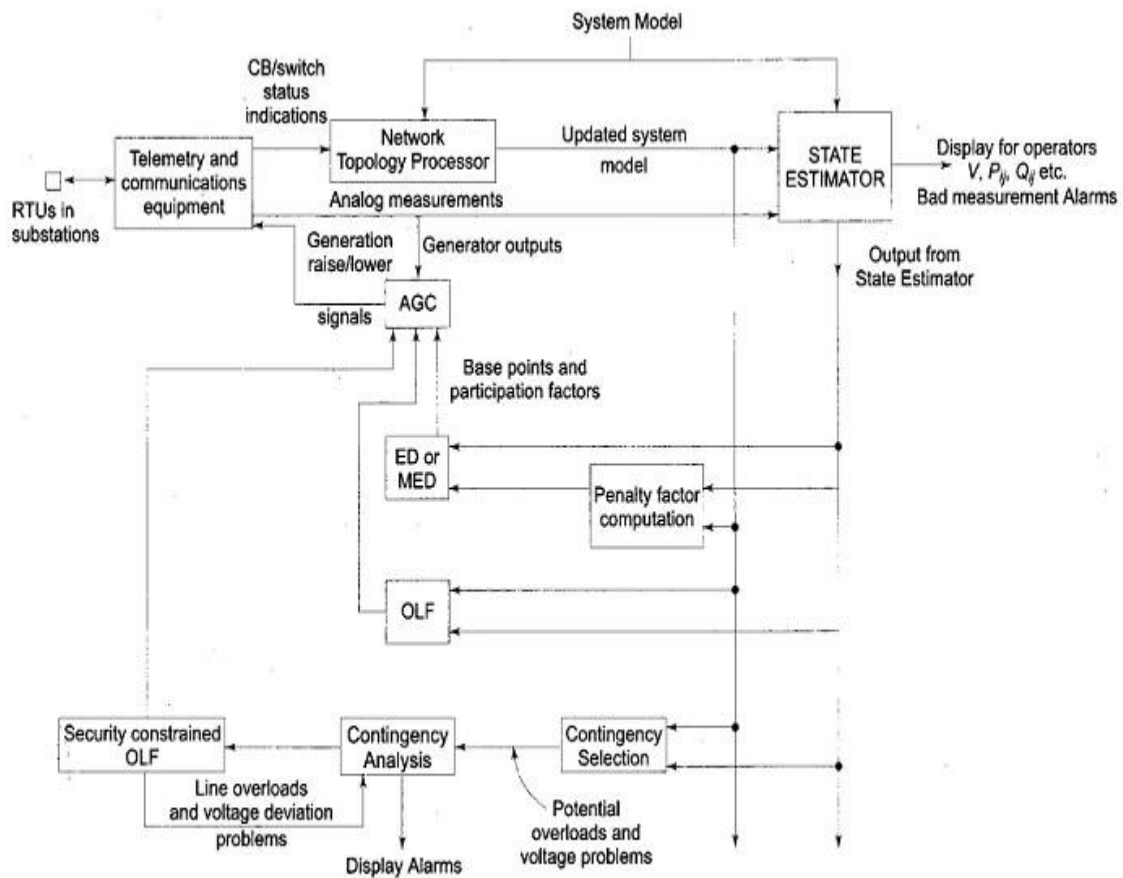 System Model
CB/switch
status
indications
Network
Topology Processor
Updated system
model
STATE
ESTIMATOR
Display for operators
V, Pij, Qij etc.
Bad measurement Alarms
Telemetry and
communications
equipment
RTUs in
substations
Analog measurements
Generation
raise/lower
signals
Generator outputs
Output from
State Estimator
AGC
Base points and
participation factors
ED or
MED
Penalty factor
computation
OLF
Security constrained
OLF
Contingency
Analysis
Contingency
Selection
Line overloads
and voltage deviation
problems
Potential
overloads and
voltage problems
Display Alarms